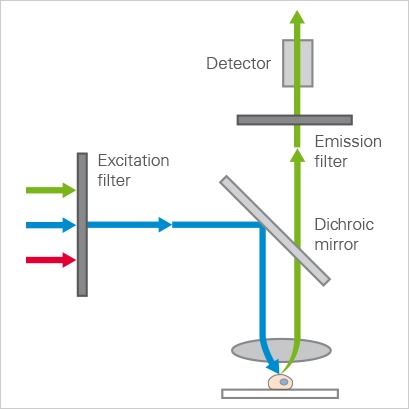 Detector
Emission
filter
Excitation
filter
Dichroic
mirror